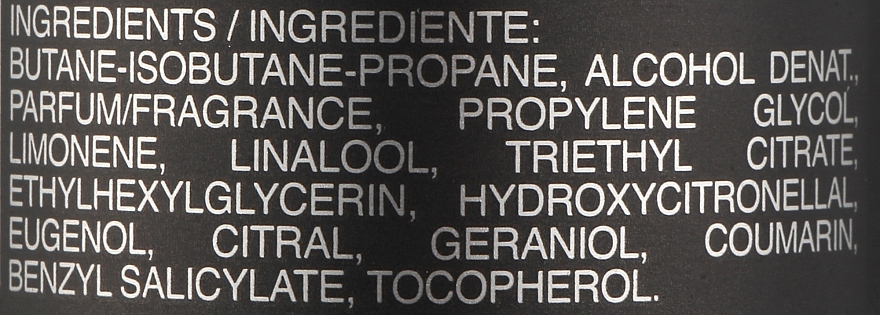 INGREDIENTS / INGREDIENTE:
BUTANE-ISOBUTANE-PROPANE, ALCOHOL DENAT.,
PARFUM/FRAGRANCE, PROPYLENE GLYCOL,
LIMONENE, LINALOOL, TRIETHYL CITRATE,
ETHYLHEXYLGLYCERIN, HYDROXYCITRONELLAL,
EUGENOL, CITRAL, GERANIOL, COUMARIN,
BENZYL SALICYLATE, TOCOPHEROL.